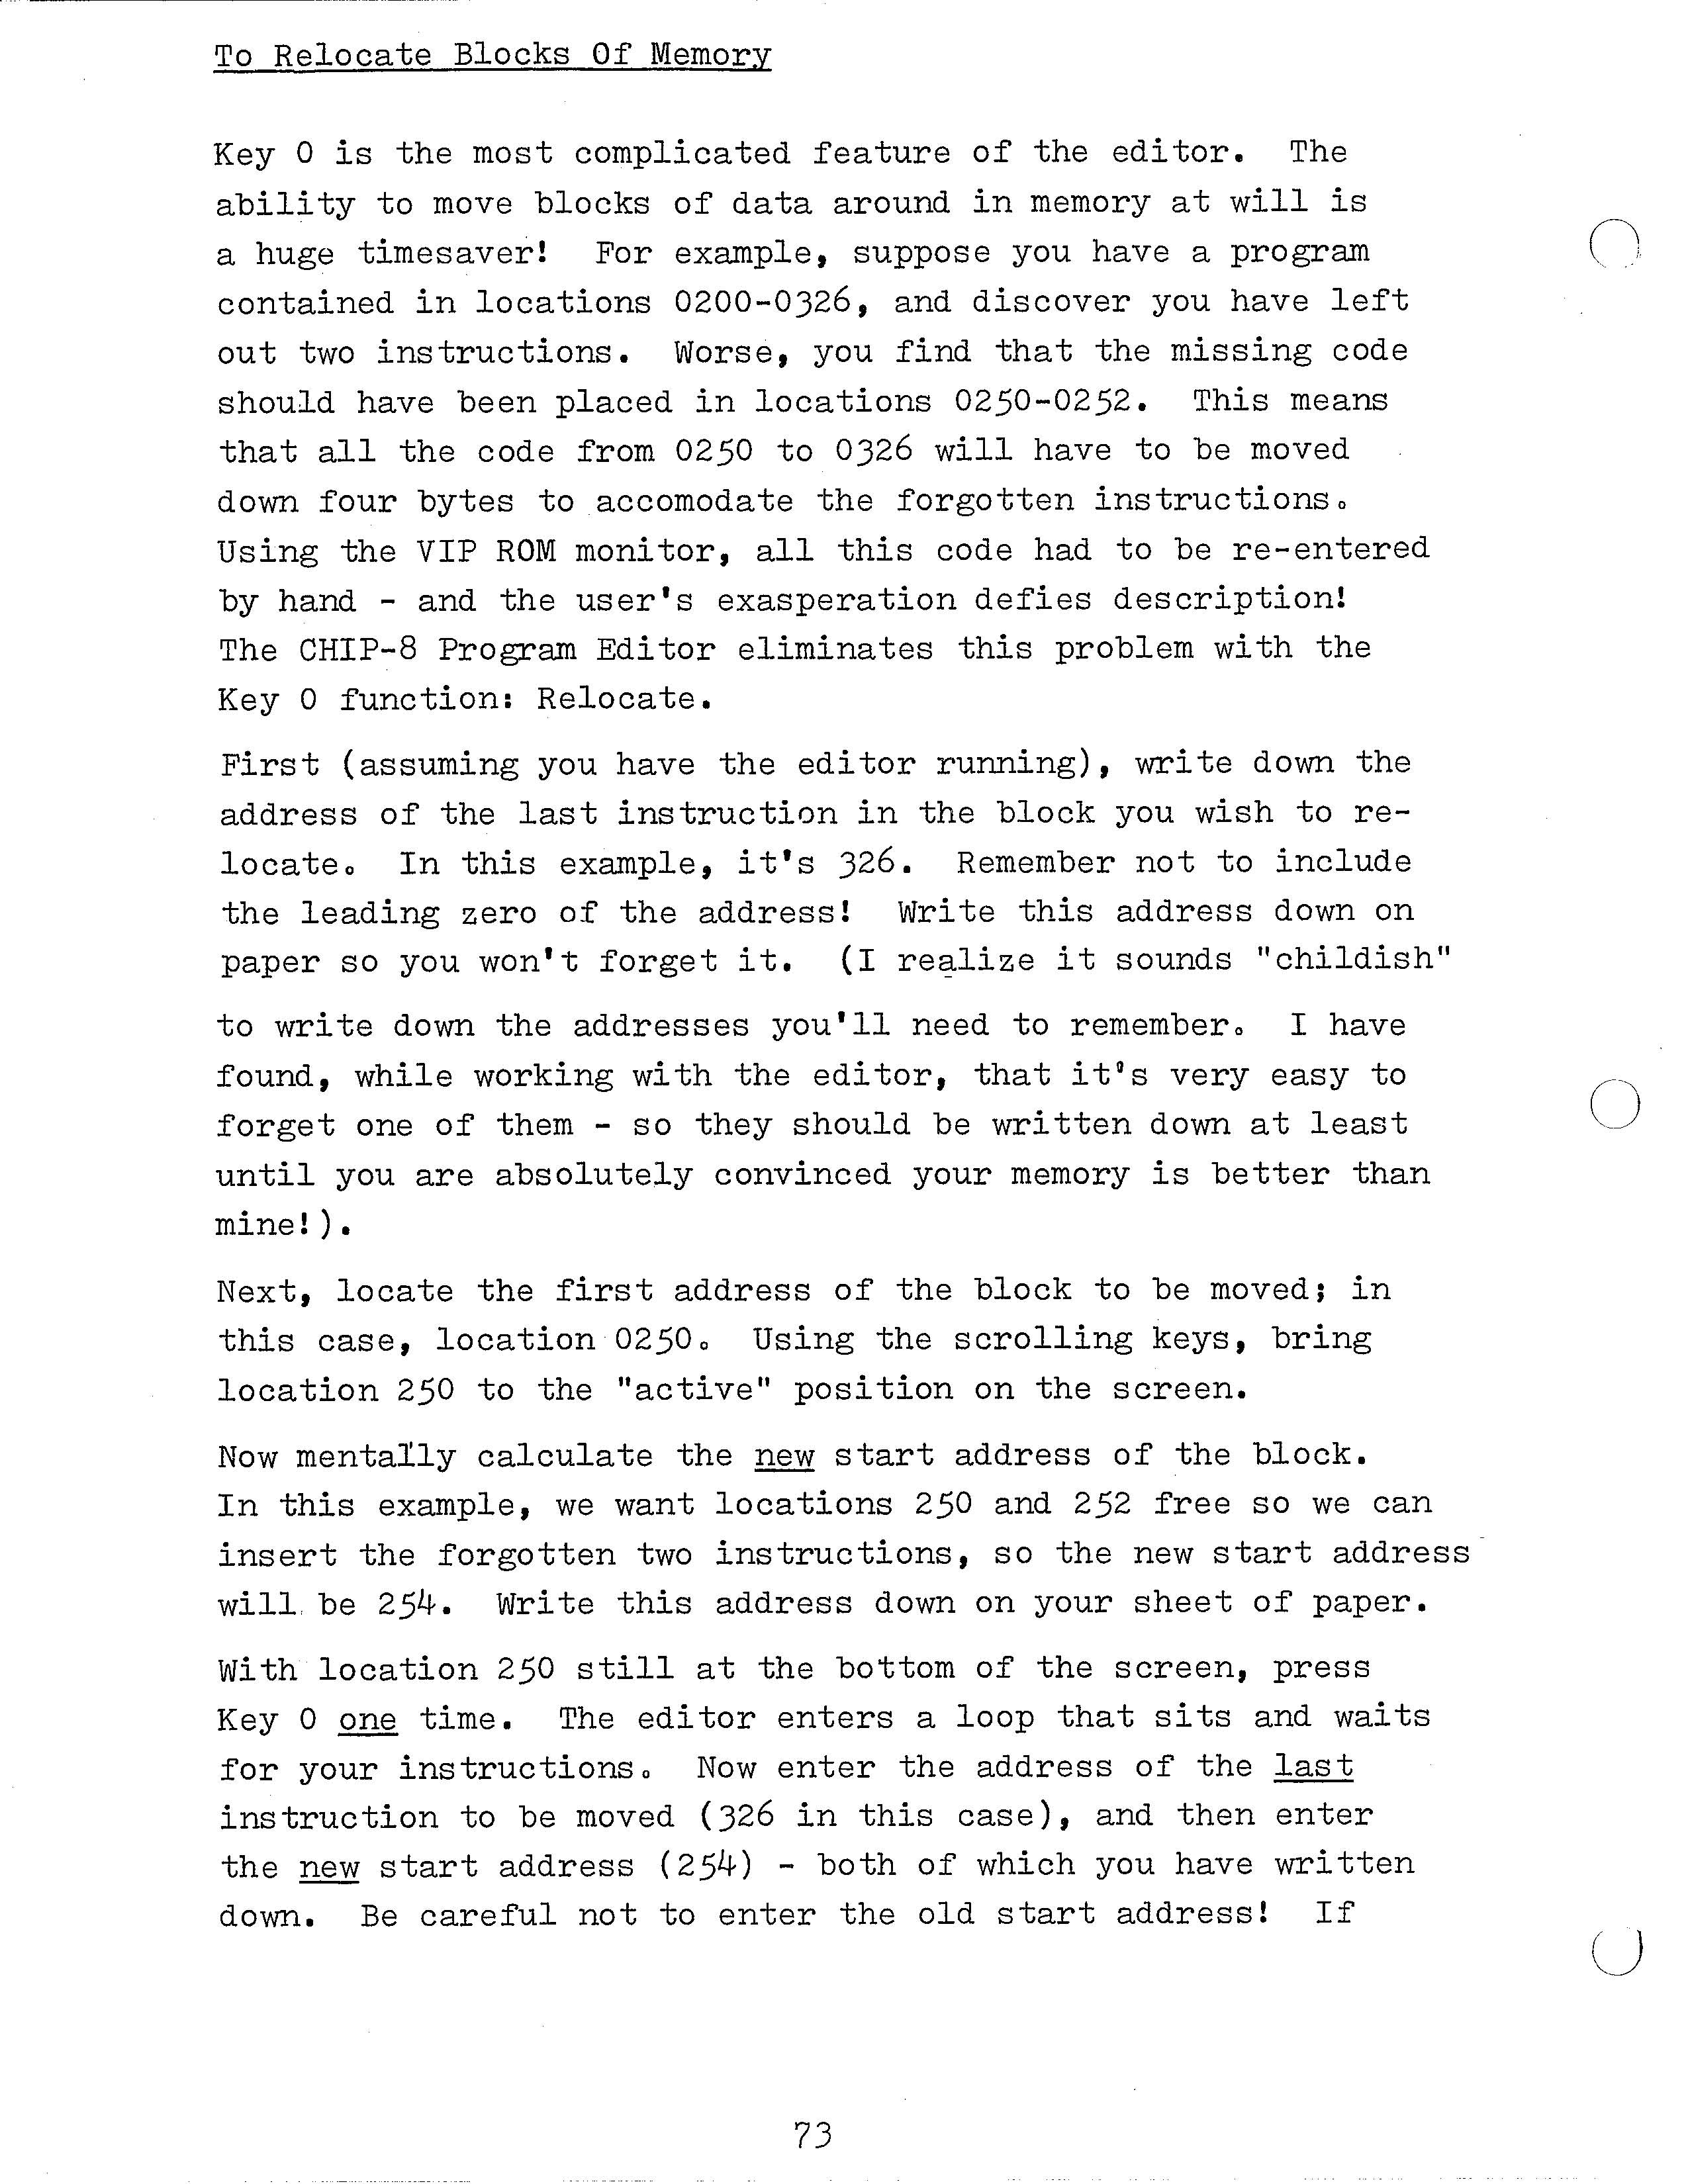 To Relocate Blocks Of Memory
Key 0 is the most complicated feature of the editor. The
ability to move blocks of data around in memory at will is
a huge timesaver! For example, suppose you have a program
contained in locations 0200-0326, and discover you have left
out two instructions. Worse, you find that the missing code
should have been placed in locations 0250-0252. This means
that all the code from 0250 to 0326 will have to be moved
down four bytes to accomodate the forgotten instructions.
Using the VIP ROM monitor, all this code had to be re-entered
by hand - and the user's exasperation defies description!
The CHIP-8 Program Editor eliminates this problem with the
Key 0 function: Relocate.
First (assuming you have the editor running), write down the
address of the last instruction in the block you wish to re-
locate. In this example, it's 326. Remember not to include
the leading zero of the address! Write this address down on
paper so you won't forget it. (I realize it sounds "childish"
to write down the addresses you'll need to remember. I have
found, while working with the editor, that it's very easy to
forget one of them - so they should be written down at least
until you are absolutely convinced your memory is better than
mine!).
Next, locate the first address of the block to be moved; in
this case, location 0250. Using the scrolling keys, bring
location 250 to the "active" position on the screen.
Now mentally calculate the new start address of the block.
In this example, we want locations 250 and 252 free so we can
insert the forgotten two instructions, so the new start address
will be 254. Write this address down on your sheet of paper.
With location 250 still at the bottom of the screen, press
Key 0 one time. The editor enters a loop that sits and waits
for your instructions. Now enter the address of the last
instruction to be moved (326 in this case), and then enter
the new start address (254) - both of which you have written
down. Be careful not to enter the old start address! If
73